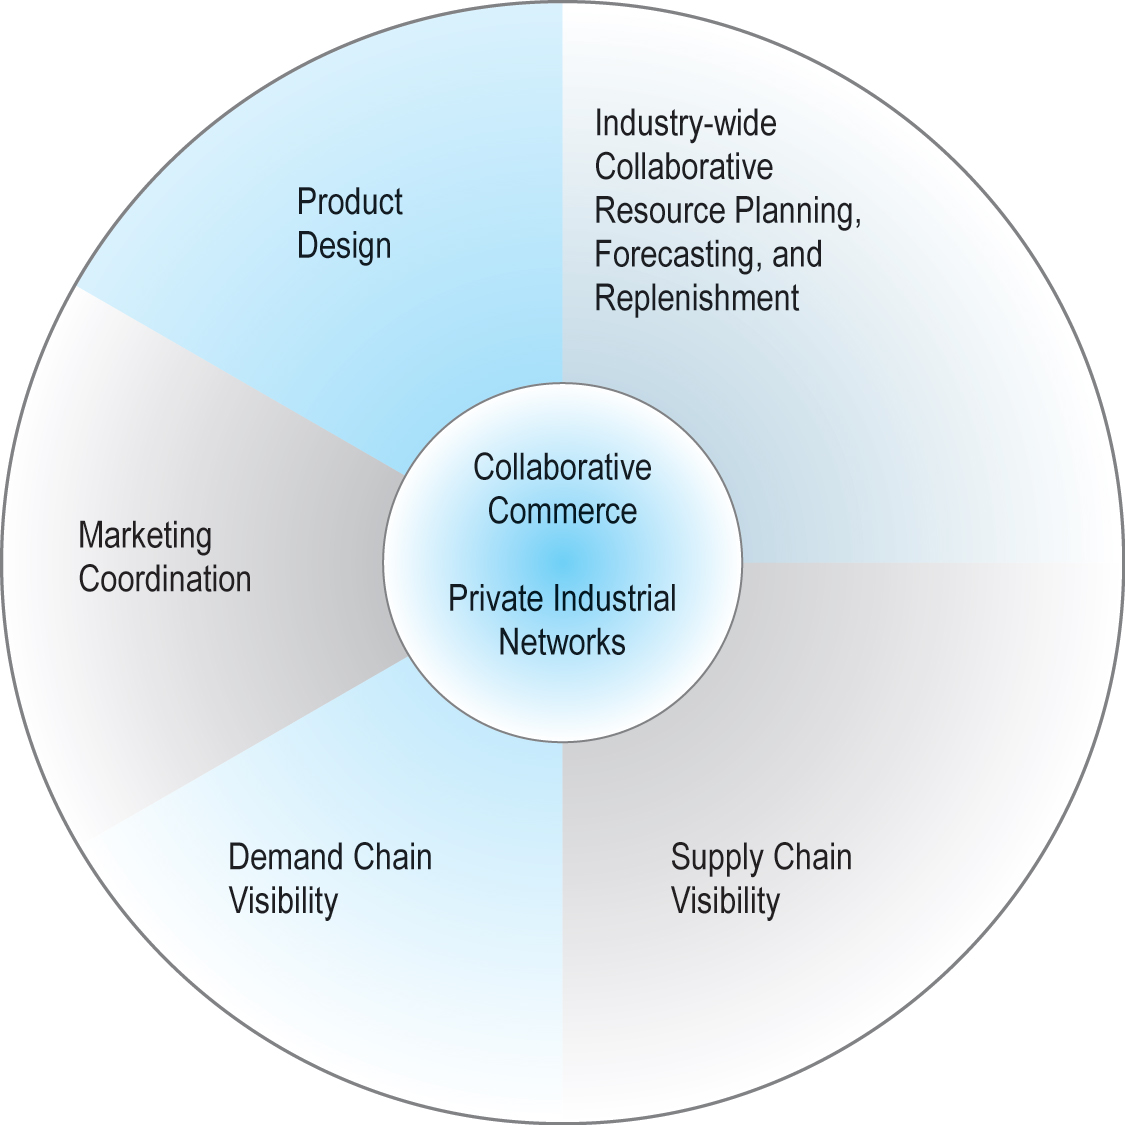 Product
Design
Industry-wide
Collaborative
Resource Planning,
Forecasting, and
Replenishment
Collaborative
Commerce
Private Industrial
Networks
Marketing
Coordination
Demand Chain
Visibility
Supply Chain
Visibility